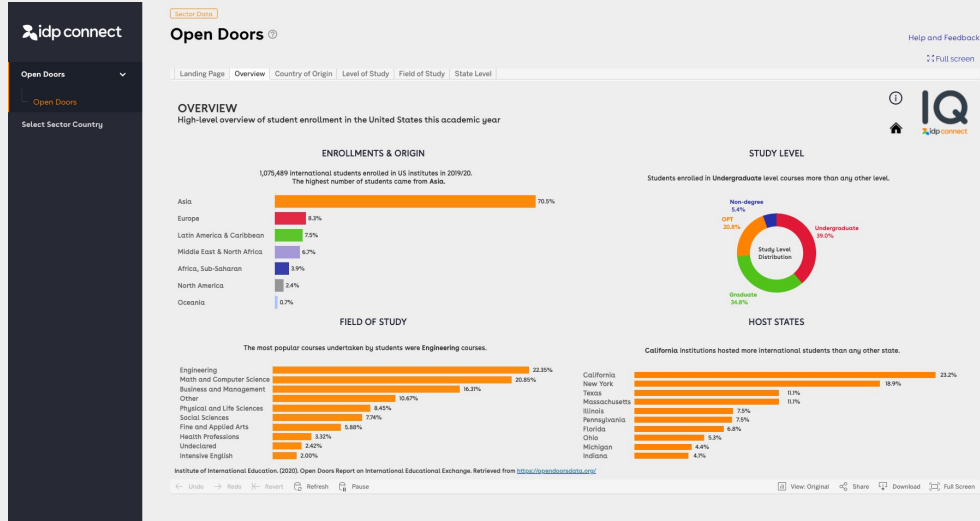 idp connect
Open Doors
Open Doors
Select Sector Country
Sector Data
Open Doors
Help and Feedback
Full screen
Landing Page Overview Country of Origin Level of Study Field of Study State Level
OVERVIEW
High-level overview of student enrollment in the United States this academic year
IQ
idp connect
ENROLLMENTS & ORIGIN
1,075,489 international students enrolled in US institutes in 2019/20.
The highest number of students came from Asia.
Asia 70.5%
Europe 8.3%
Latin America & Caribbean 7.5%
Middle East & North Africa 6.7%
Africa, Sub-Saharan 3.9%
North America 2.4%
Oceania 0.7%
STUDY LEVEL
Students enrolled in Undergraduate level courses more than any other level.
Non-degree
5.4%
OPT
20.8%
Undergraduate
39.0%
Study Level
Distribution
Graduate
34.8%
FIELD OF STUDY
The most popular courses undertaken by students were Engineering courses.
Engineering 22.35%
Math and Computer Science 20.85%
Business and Management 16.31%
Other 10.67%
Physical and Life Sciences 8.45%
Social Sciences 7.74%
Fine and Applied Arts 5.88%
Health Professions 3.32%
Undeclared 2.42%
Intensive English 2.00%
HOST STATES
California institutions hosted more international students than any other state.
California 23.2%
New York 18.9%
Texas 11.1%
Massachusetts 11.1%
Illinois 7.5%
Pennsylvania 7.5%
Florida 6.8%
Ohio 5.3%
Michigan 4.4%
Indiana 4.1%
Institute of International Education. (2020). Open Doors Report on International Educational Exchange. Retrieved from https://opendoorsdata.org/
Undo Redo Revert Refresh Pause
View: Original Share Download Full Screen